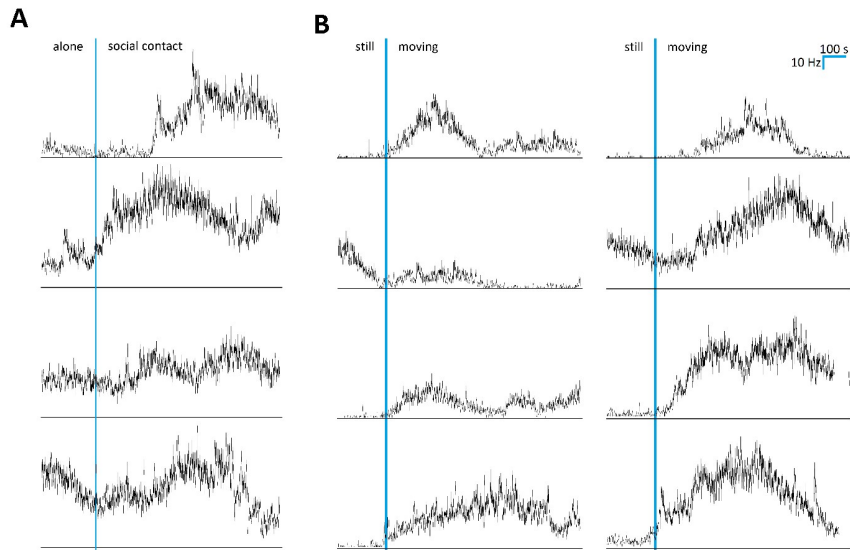 A
B
alone social contact
still moving
still moving
100 s
10 Hz